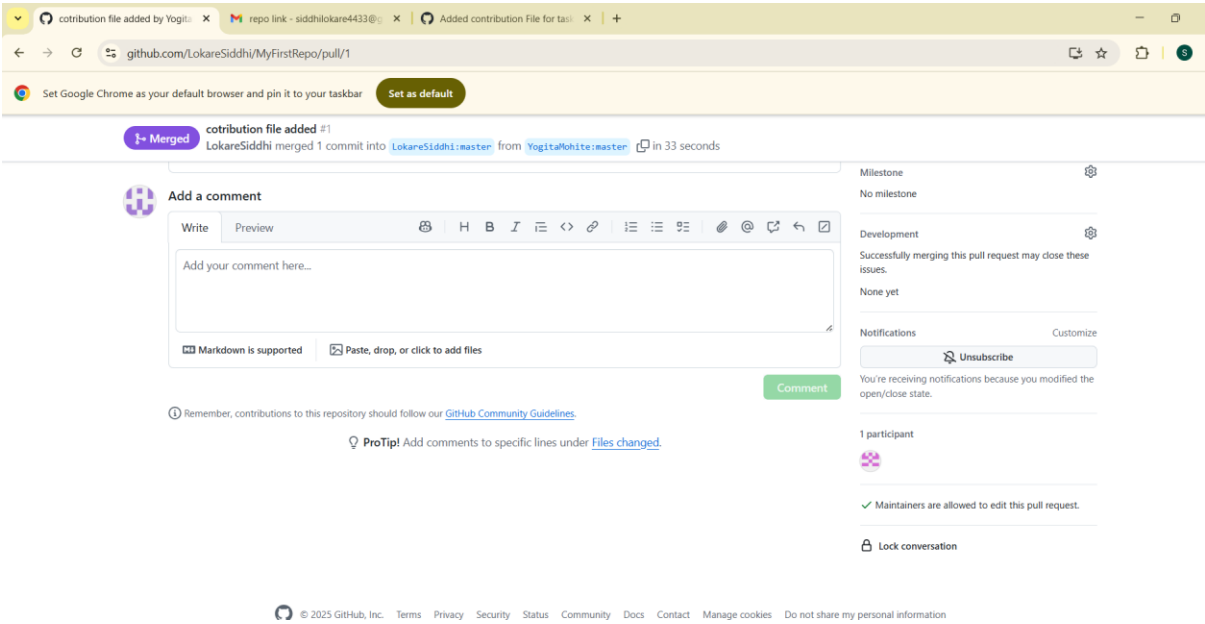 cotribution file added by Yogita
repo link - siddhilokare4433@g
Added contribution File for task
github.com/LokareSiddhi/MyFirstRepo/pull/1
S
Set Google Chrome as your default browser and pin it to your taskbar
Set as default
Merged
cotribution file added #1
LokareSiddhi merged 1 commit into LokareSiddhi:master from YogitaMohite:master in 33 seconds
Milestone
No milestone
Add a comment
Write Preview
H B I
Development
Successfully merging this pull request may close these
issues.
None yet
Add your comment here...
Markdown is supported
Paste, drop, or click to add files
Comment
Notifications Customize
Unsubscribe
You're receiving notifications because you modified the
open/close state.
Remember, contributions to this repository should follow our GitHub Community Guidelines.
ProTip! Add comments to specific lines under Files changed.
1 participant
Maintainers are allowed to edit this pull request.
Lock conversation
© 2025 GitHub, Inc. Terms Privacy Security Status Community Docs Contact Manage cookies Do not share my personal information